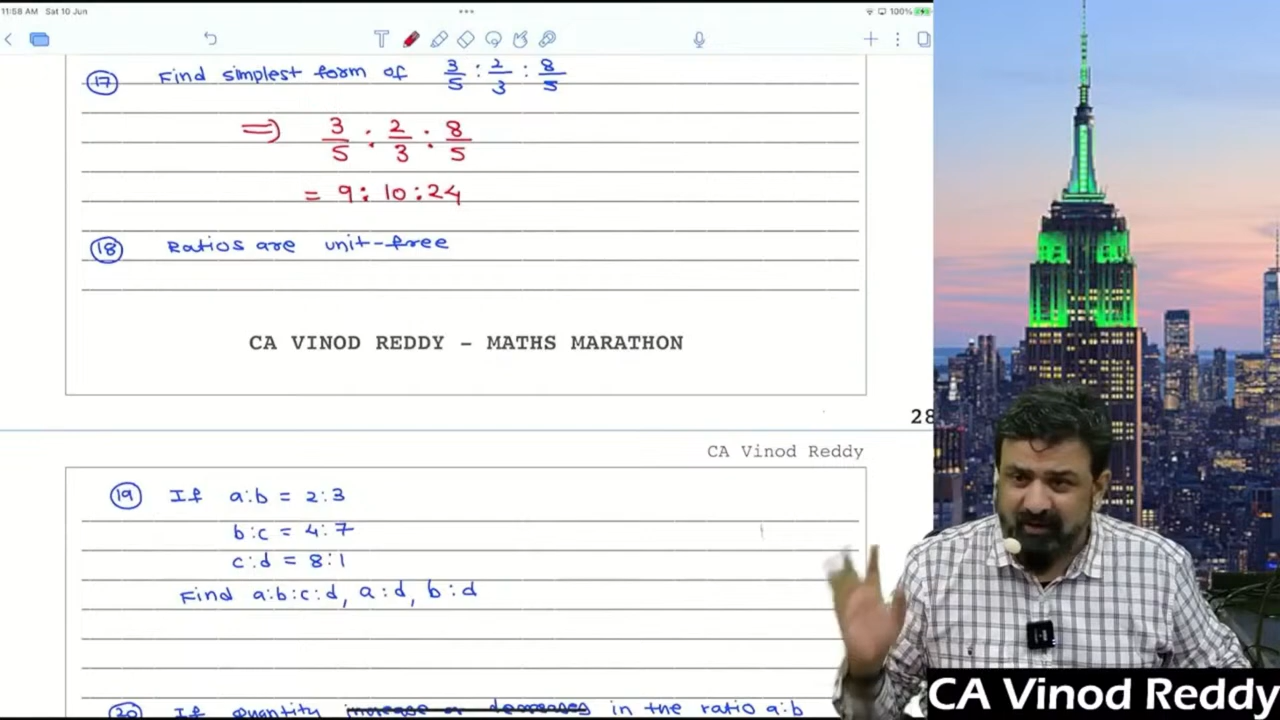 11:58 AM Sat 10 Jun
100%
T
17 Find simplest form of 3/5 : 2/3 : 8/5
⇒ 3/5 : 2/3 : 8/5
= 9:10:24
18 Ratios are unit-free
CA VINOD REDDY - MATHS MARATHON
28
CA Vinod Reddy
19 If a:b = 2:3
b:c = 4:7
c:d = 8:1
Find a:b:c:d, a:d, b:d
20 If quantity increase or decreases in the ratio a:b
CA Vinod Reddy